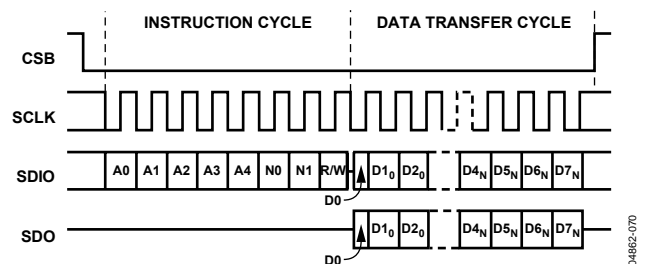 INSTRUCTION CYCLE DATA TRANSFER CYCLE
CSB
SCLK
SDIO A0 A1 A2 A3 A4 N0 N1 R/W D1₀ D2₀ D4N D5N D6N D7N
D0
SDO D1₀ D2₀ D4N D5N D6N D7N
D0
04862-070